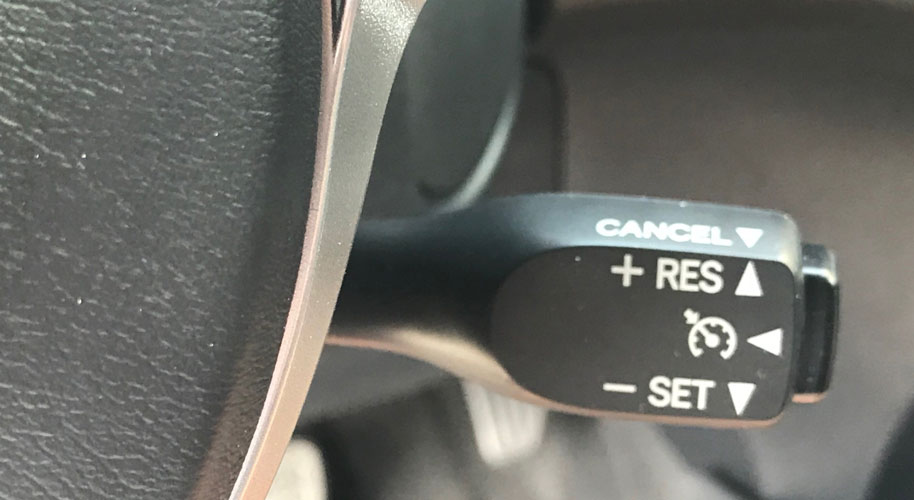 CANCEL ▼
+ RES ▲
◀
− SET ▼